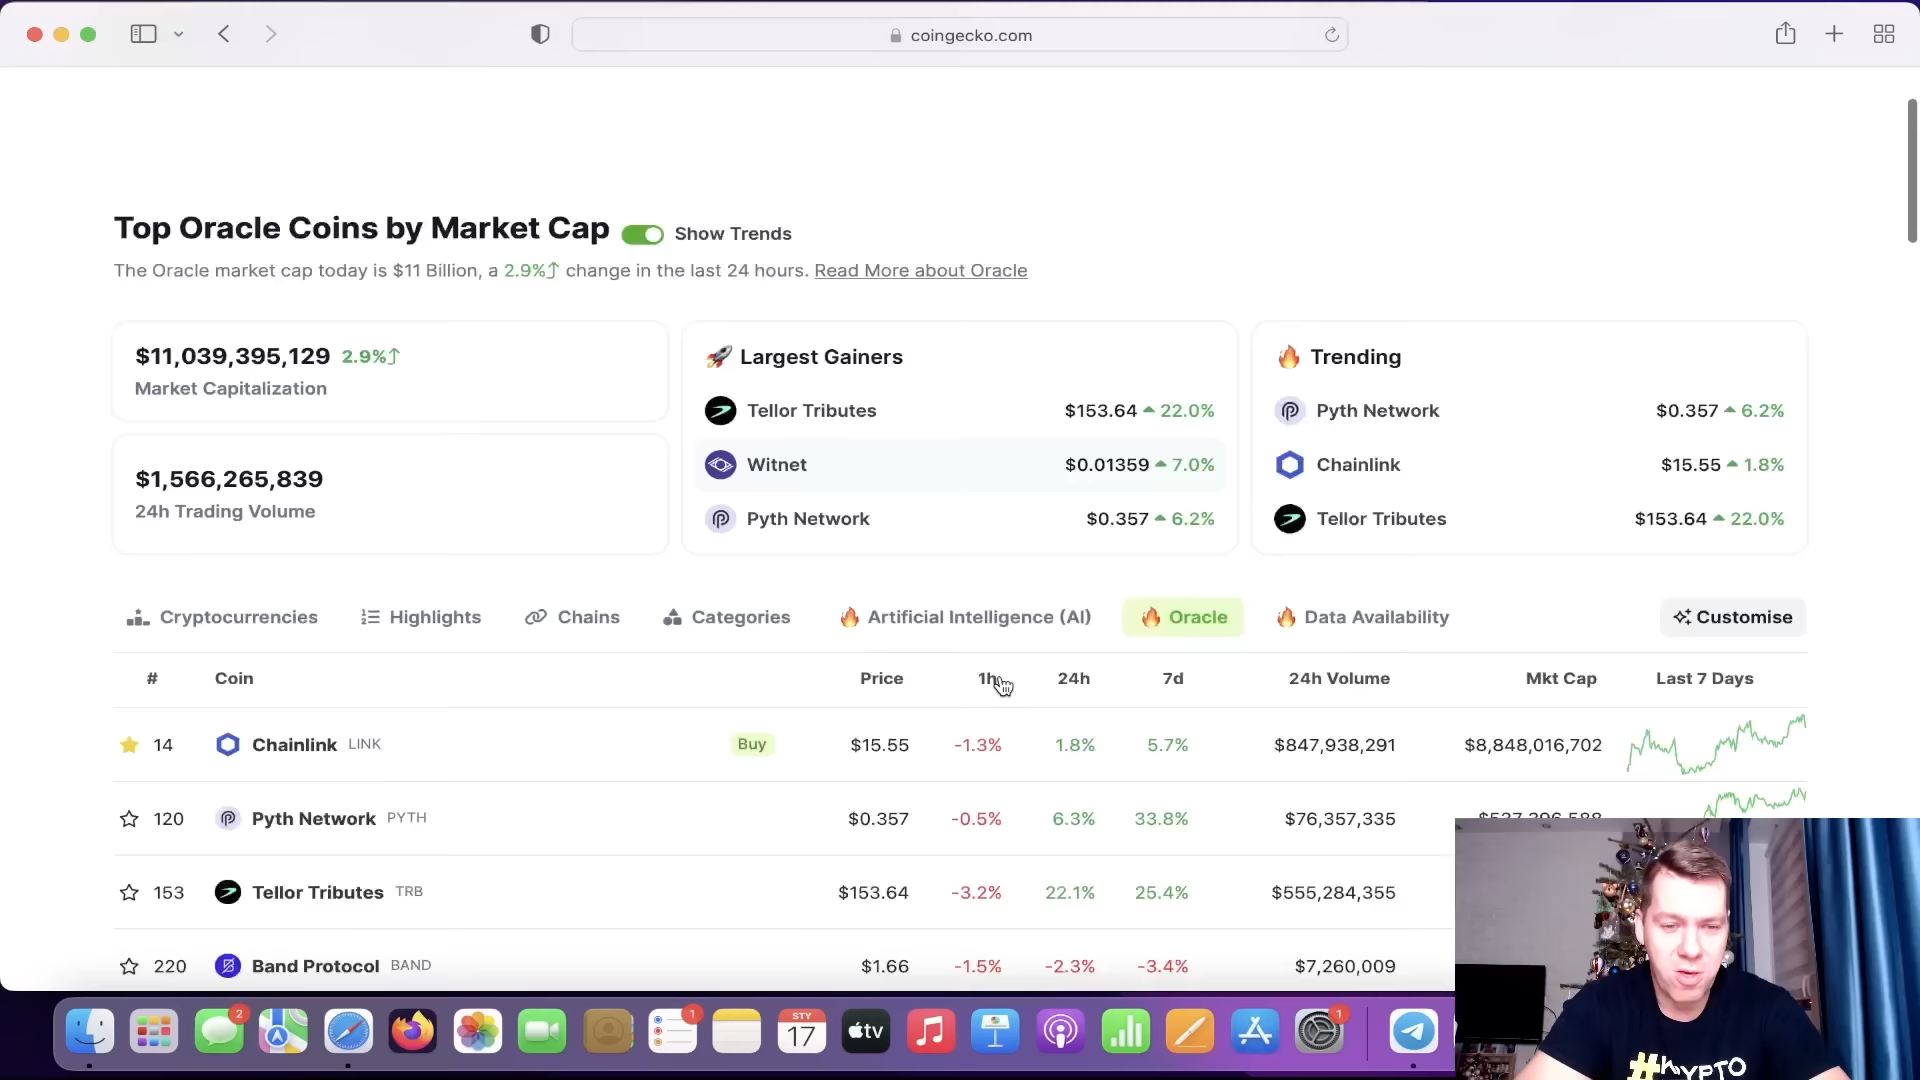 coingecko.com
Top Oracle Coins by Market Cap Show Trends
The Oracle market cap today is $11 Billion, a 2.9% change in the last 24 hours. Read More about Oracle
$11,039,395,129 2.9%
Market Capitalization
$1,566,265,839
24h Trading Volume
Largest Gainers
Tellor Tributes $153.64 22.0%
Witnet $0.01359 7.0%
Pyth Network $0.357 6.2%
Trending
Pyth Network $0.357 6.2%
Chainlink $15.55 1.8%
Tellor Tributes $153.64 22.0%
Cryptocurrencies Highlights Chains Categories Artificial Intelligence (AI) Oracle Data Availability Customise
# Coin Price 1h 24h 7d 24h Volume Mkt Cap Last 7 Days
14 Chainlink LINK Buy $15.55 -1.3% 1.8% 5.7% $847,938,291 $8,848,016,702
120 Pyth Network PYTH $0.357 -0.5% 6.3% 33.8% $76,357,335
153 Tellor Tributes TRB $153.64 -3.2% 22.1% 25.4% $555,284,355
220 Band Protocol BAND $1.66 -1.5% -2.3% -3.4% $7,260,009
2
1
STY
17
tv
1
#KYPTO